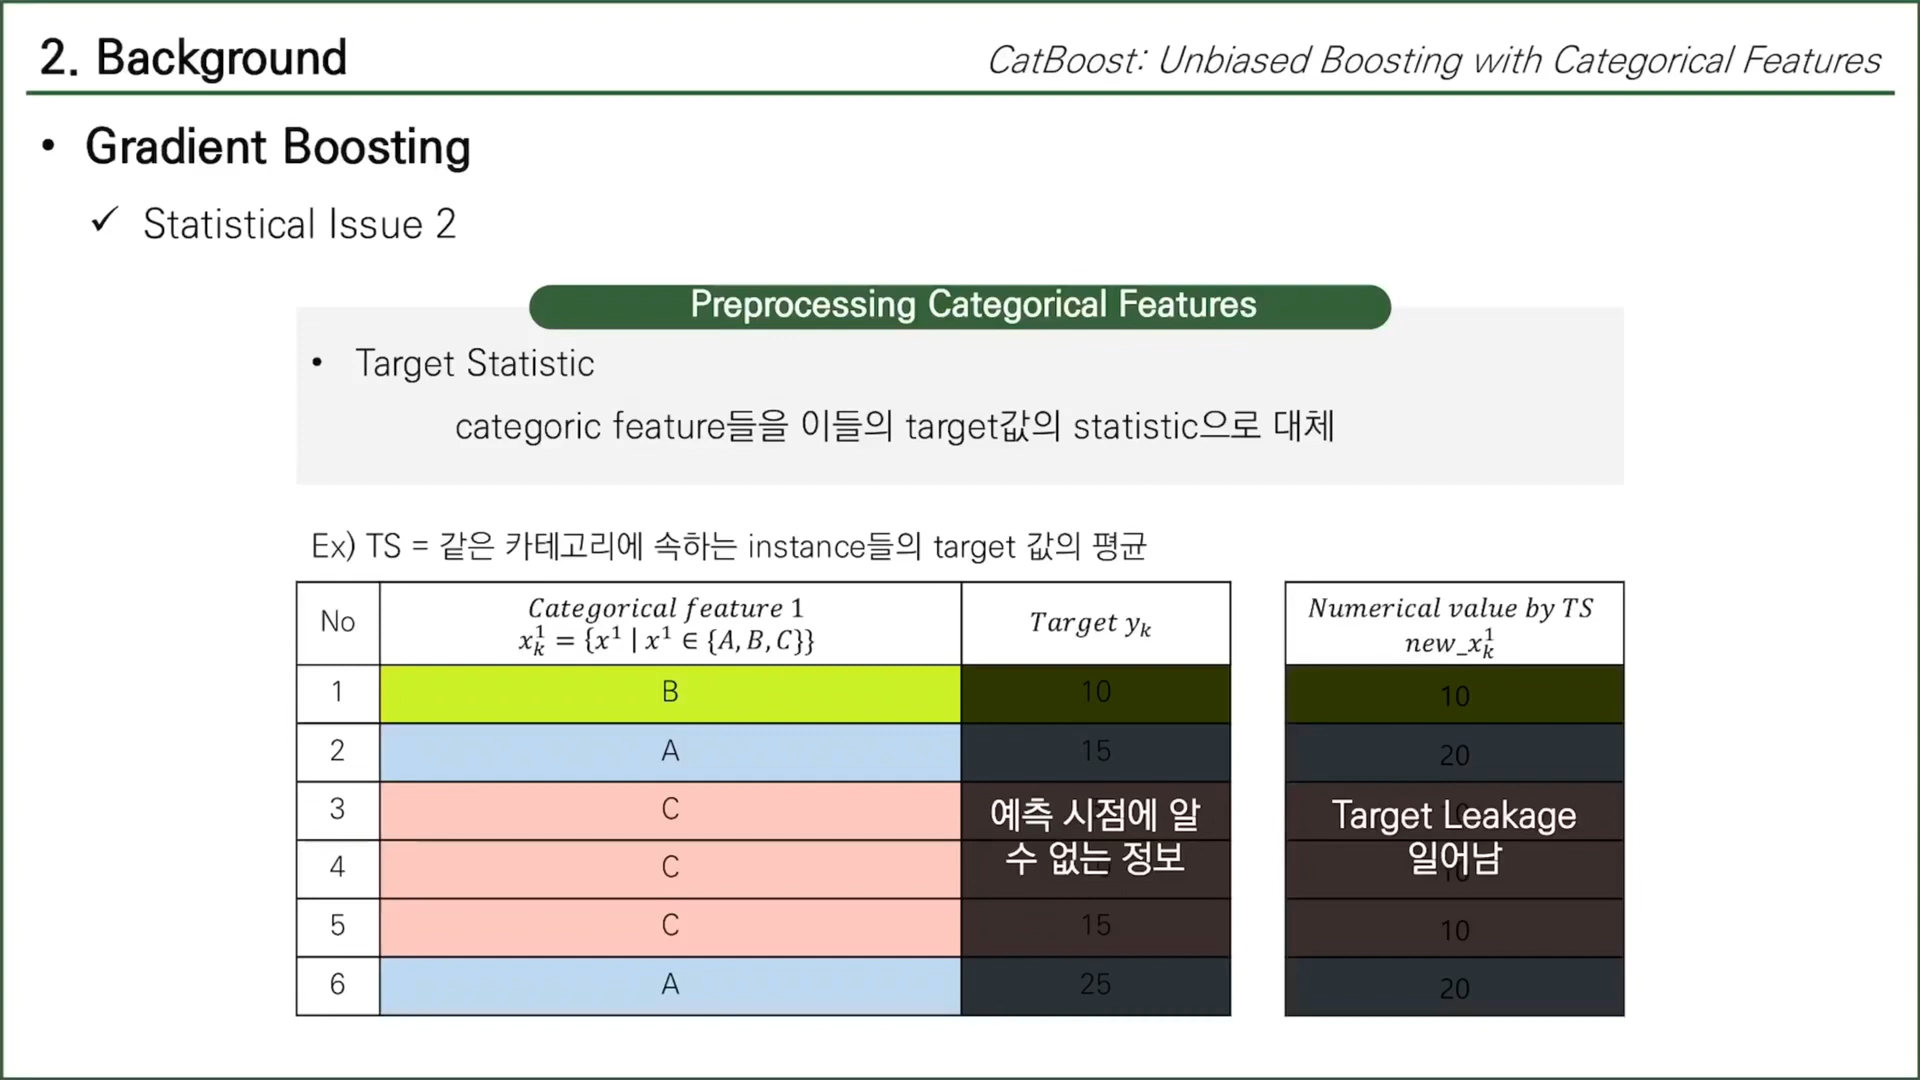 2. Background
CatBoost: Unbiased Boosting with Categorical Features
• Gradient Boosting
✓ Statistical Issue 2
Preprocessing Categorical Features
• Target Statistic
categoric feature들을 이들의 target값의 statistic으로 대체
Ex) TS = 같은 카테고리에 속하는 instance들의 target 값의 평균
No
Categorical feature 1
x_k^1 = {x^1 | x^1 ∈ {A, B, C}}
Target y_k
Numerical value by TS
new_x_k^1
1 B 10 10
2 A 15 20
3 C
4 C
예측 시점에 알
수 없는 정보
Target Leakage
일어남
5 C 15 10
6 A 25 20